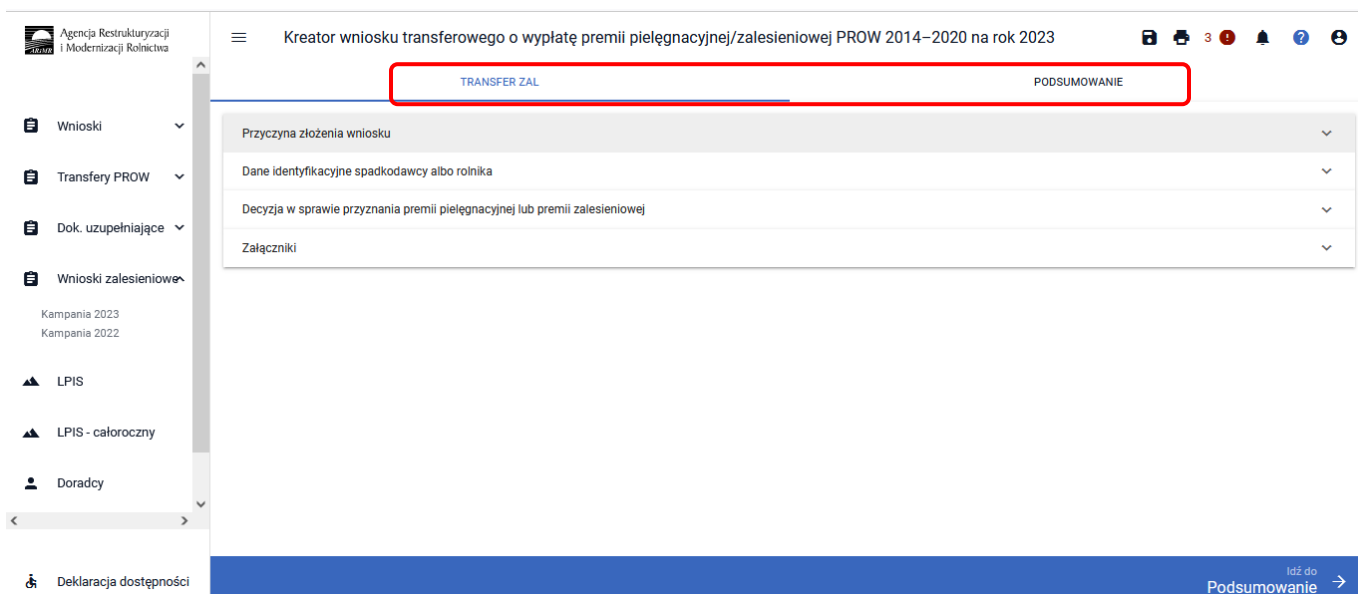 Agencja Restrukturyzacji
i Modernizacji Rolnictwa
ARiMR
Kreator wniosku transferowego o wypłatę premii pielęgnacyjnej/zalesieniowej PROW 2014–2020 na rok 2023
3
TRANSFER ZAL
PODSUMOWANIE
Wnioski
Transfery PROW
Dok. uzupełniające
Wnioski zalesieniowe
Kampania 2023
Kampania 2022
LPIS
LPIS - całoroczny
Doradcy
Deklaracja dostępności
Przyczyna złożenia wniosku
Dane identyfikacyjne spadkodawcy albo rolnika
Decyzja w sprawie przyznania premii pielęgnacyjnej lub premii zalesieniowej
Załączniki
Idź do
Podsumowanie